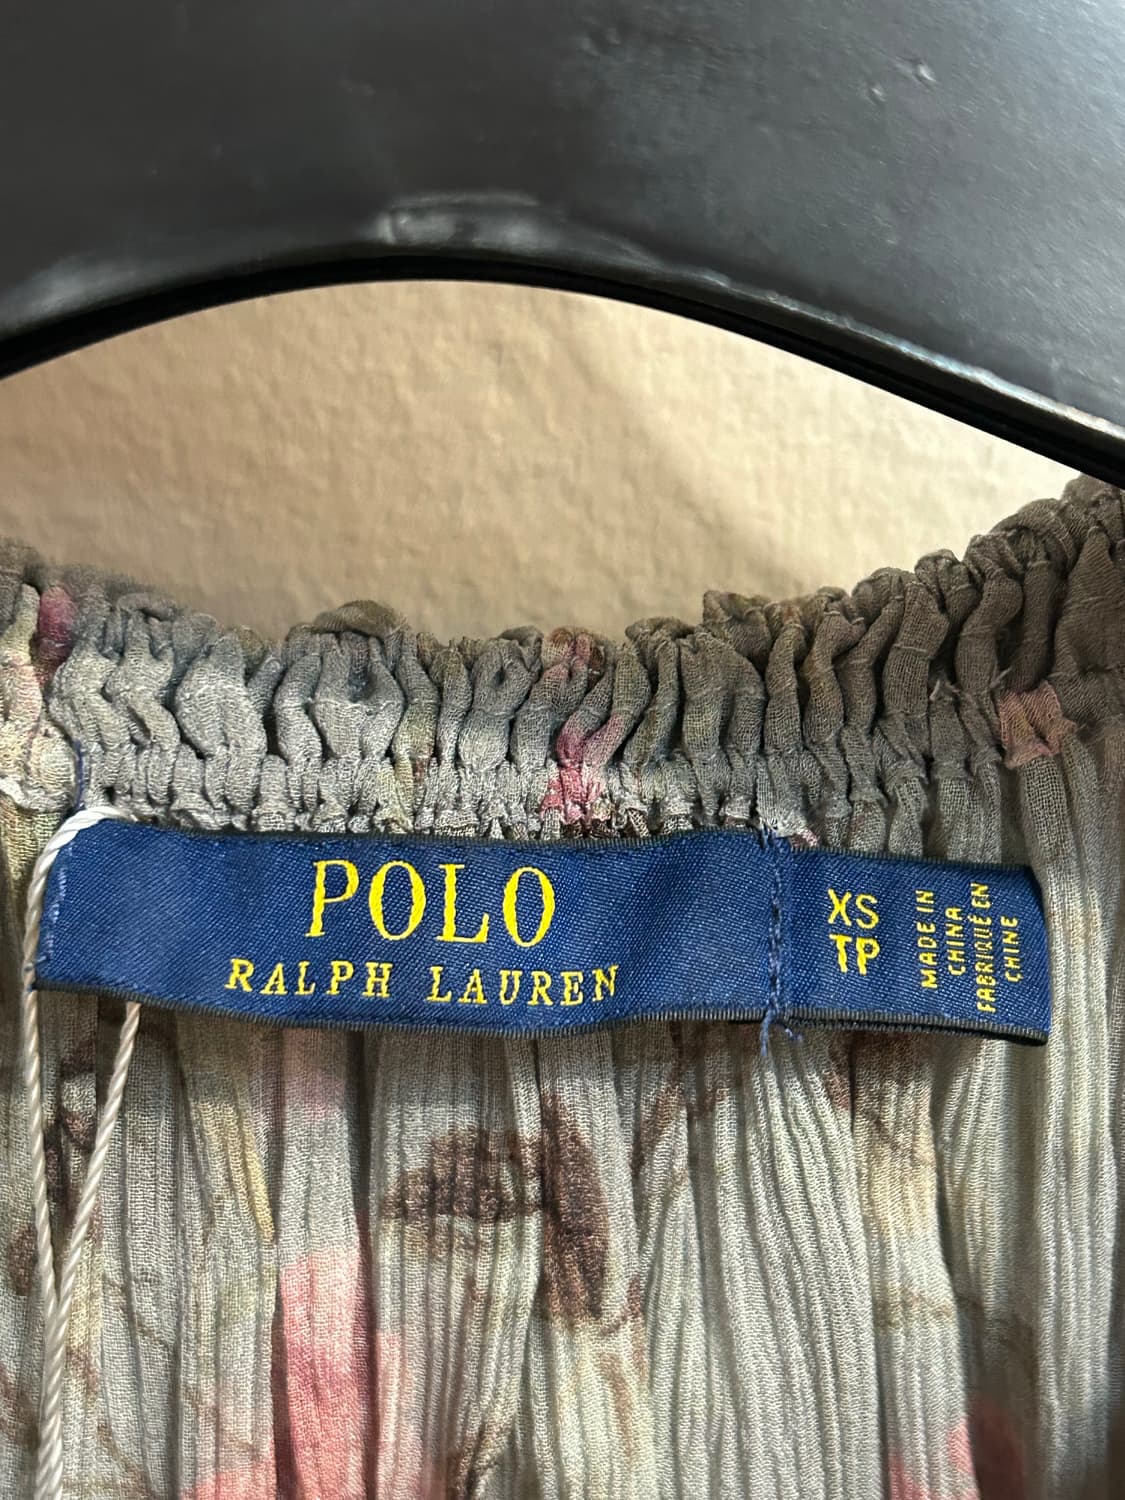 POLO
RALPH LAUREN
XS
TP
MADE IN
CHINA
FABRIQUÉ EN
CHINE